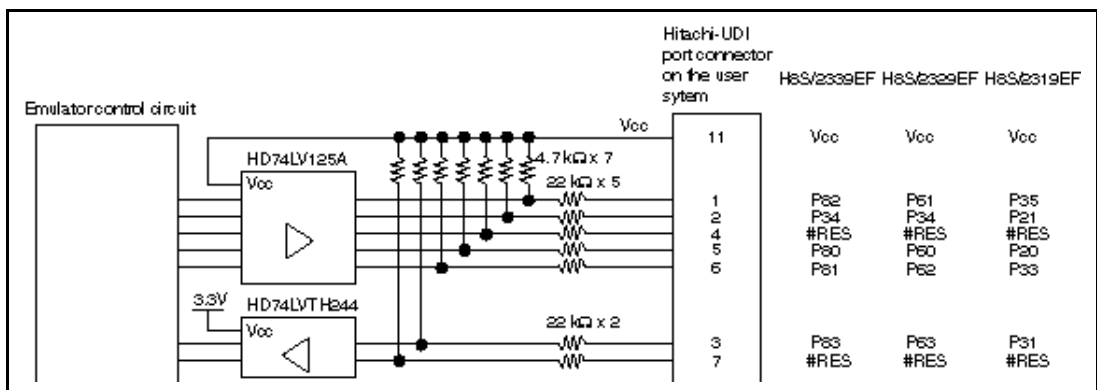 Hitachi-UDI
port connector
on the user
sytem
H8S/2339EF H8S/2329EF H8S/2319EF
Emulator control circuit
Vcc
11 Vcc Vcc Vcc
HD74LV125A
Vcc
4.7 kΩ x 7
22 kΩ x 5
1 P82 P61 P35
2 P34 P34 P21
4 #RES #RES #RES
5 P80 P60 P20
6 P81 P62 P33
3.3V
HD74LVTH244
Vcc
22 kΩ x 2
3 P83 P63 P31
7 #RES #RES #RES